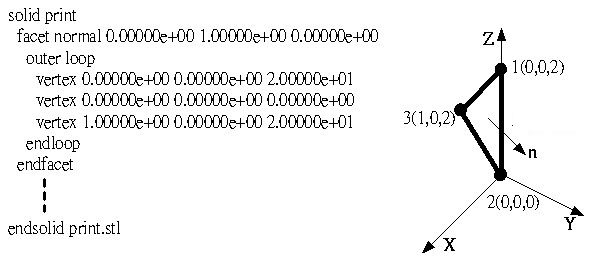 solid print
facet normal 0.00000e+00 1.00000e+00 0.00000e+00
outer loop
vertex 0.00000e+00 0.00000e+00 2.00000e+01
vertex 0.00000e+00 0.00000e+00 0.00000e+00
vertex 1.00000e+00 0.00000e+00 2.00000e+01
endloop
endfacet
endsolid print.stl
Z
1(0,0,2)
3(1,0,2)
n
2(0,0,0)
Y
X